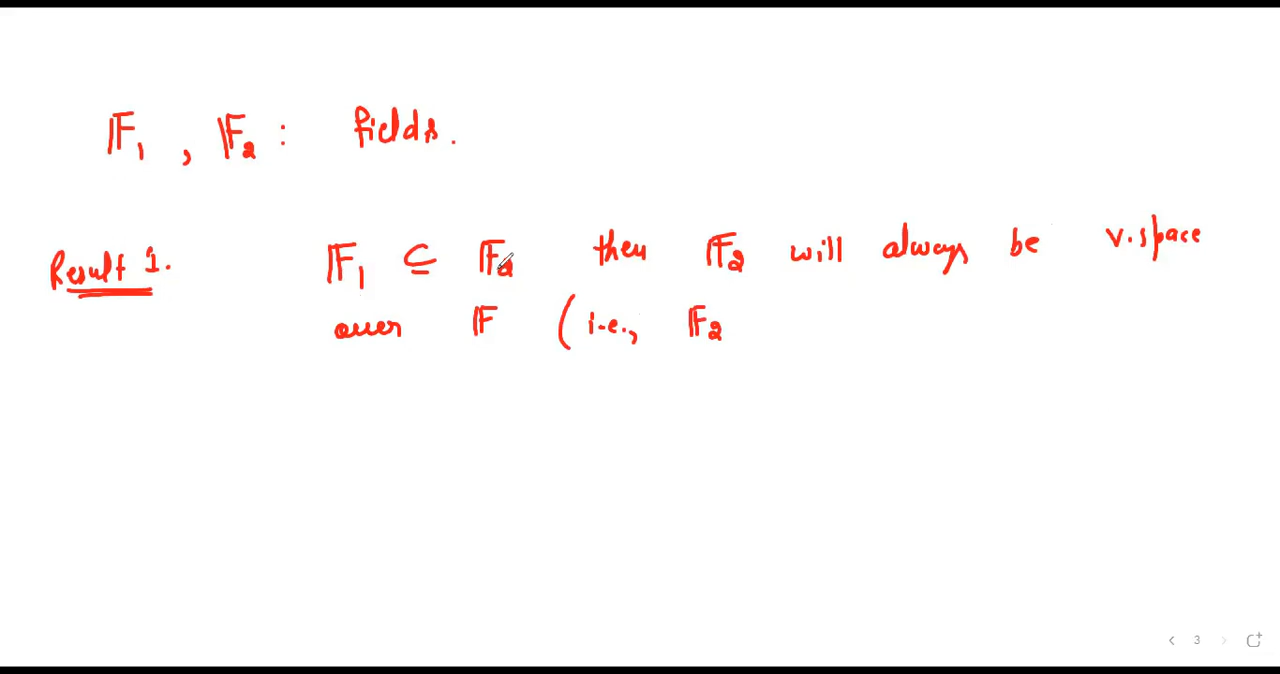 𝔽₁, 𝔽₂ : fields.
Result 1. 𝔽₁ ⊆ 𝔽₂ then 𝔽₂ will always be v.space
over 𝔽 (i.e., 𝔽₂
3